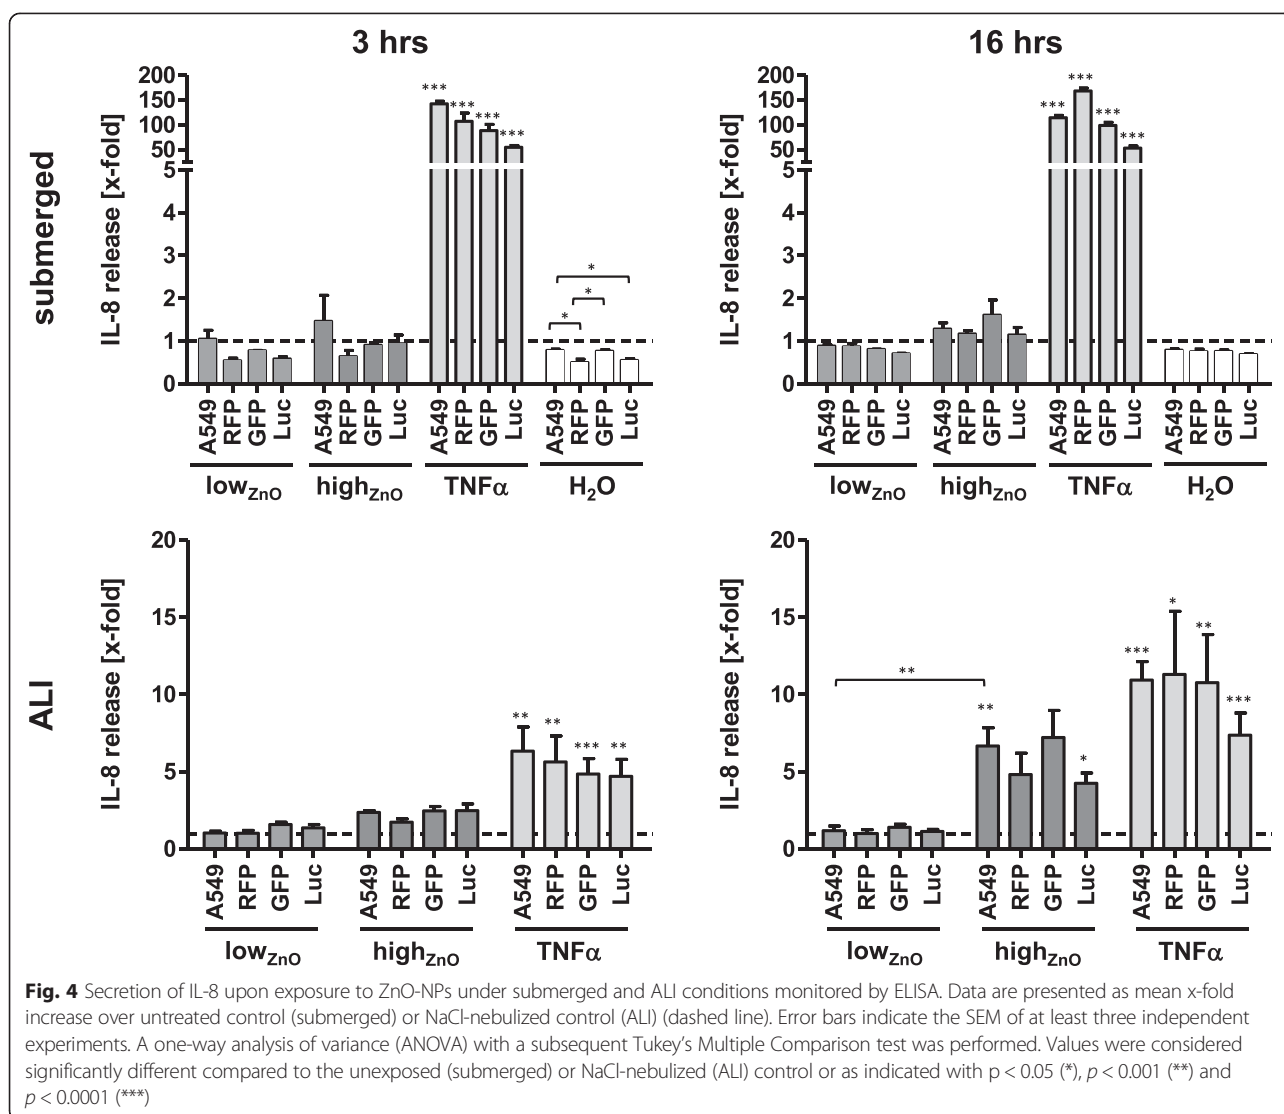 3 hrs
16 hrs
submerged
IL-8 release [x-fold]
200
150
100
50
5
4
3
2
1
0
*** *** *** ***
* * *
A549 RFP GFP Luc A549 RFP GFP Luc A549 RFP GFP Luc A549 RFP GFP Luc
lowZnO highZnO TNFα H2O
IL-8 release [x-fold]
200
150
100
50
5
4
3
2
1
0
*** *** *** ***
A549 RFP GFP Luc A549 RFP GFP Luc A549 RFP GFP Luc A549 RFP GFP Luc
lowZnO highZnO TNFα H2O
ALI
IL-8 release [x-fold]
20
15
10
5
0
** ** *** **
A549 RFP GFP Luc A549 RFP GFP Luc A549 RFP GFP Luc
lowZnO highZnO TNFα
IL-8 release [x-fold]
20
15
10
5
0
** ** * *** * ** ***
A549 RFP GFP Luc A549 RFP GFP Luc A549 RFP GFP Luc
lowZnO highZnO TNFα
Fig. 4 Secretion of IL-8 upon exposure to ZnO-NPs under submerged and ALI conditions monitored by ELISA. Data are presented as mean x-fold
increase over untreated control (submerged) or NaCl-nebulized control (ALI) (dashed line). Error bars indicate the SEM of at least three independent
experiments. A one-way analysis of variance (ANOVA) with a subsequent Tukey's Multiple Comparison test was performed. Values were considered
significantly different compared to the unexposed (submerged) or NaCl-nebulized (ALI) control or as indicated with p < 0.05 (*), p < 0.001 (**) and
p < 0.0001 (***)